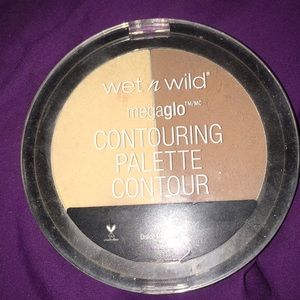 wet n wild®
megaglo™/MC
CONTOURING
PALETTE
CONTOUR